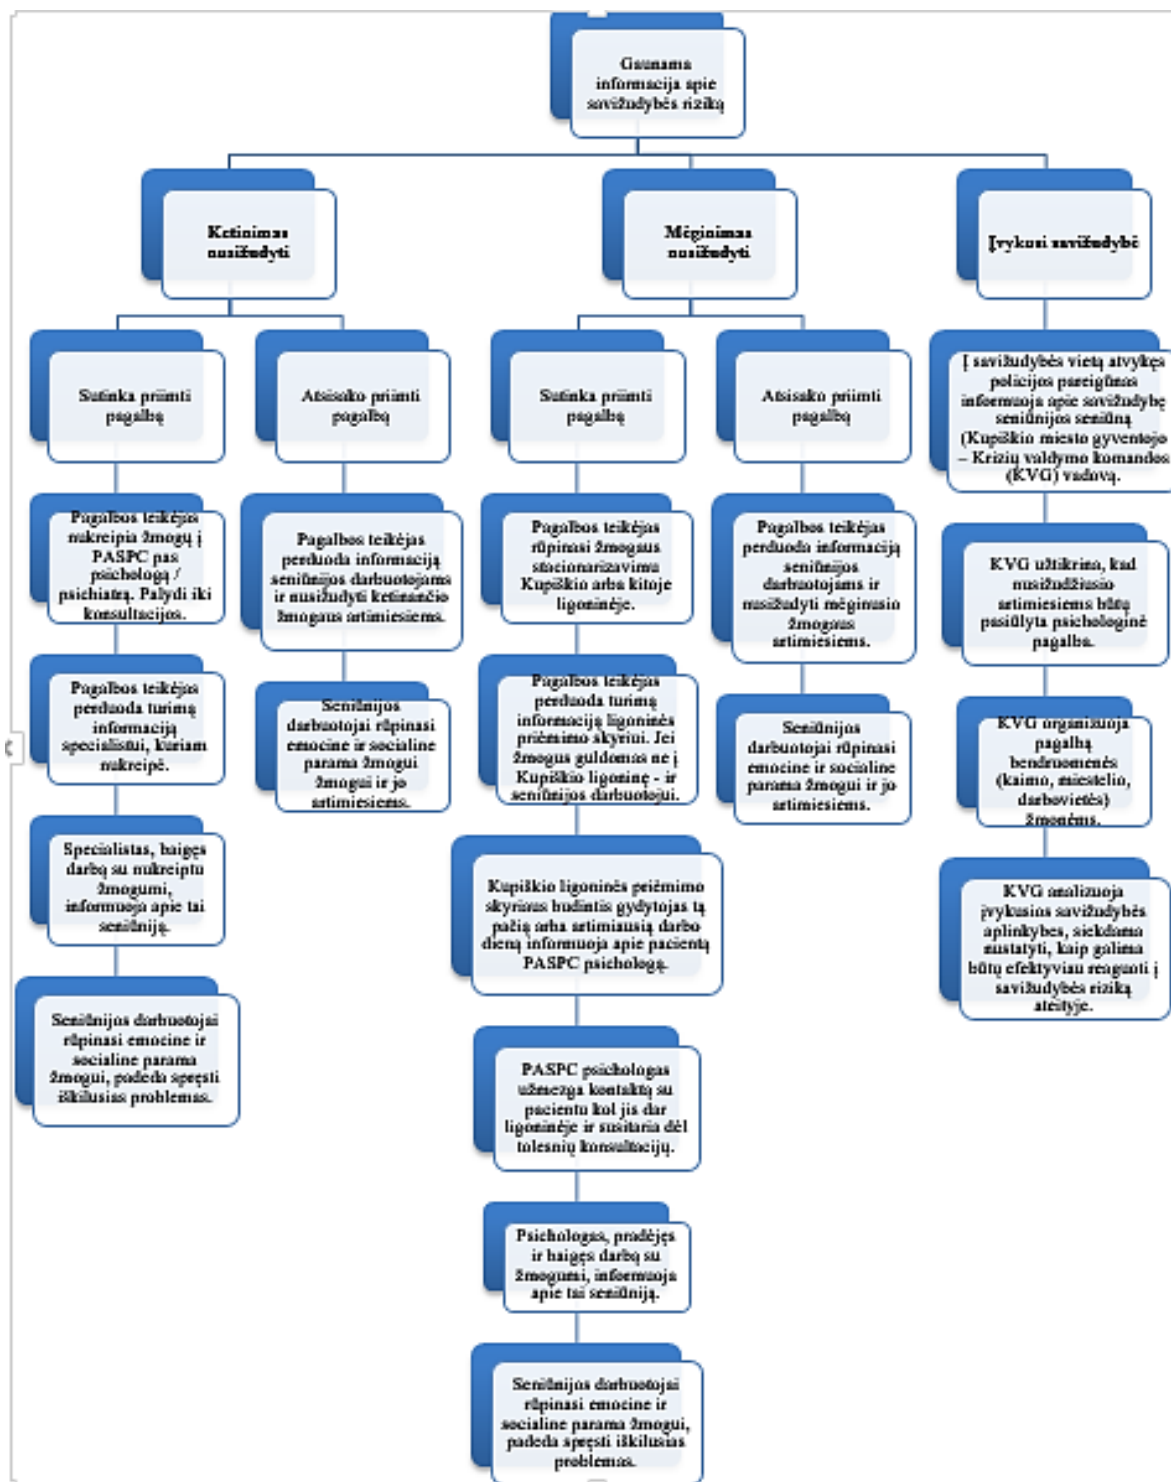 Gaunama
informacija apie
savižudybės riziką
Ketinimas
nusižudyti
Mėginimas
nusižudyti
Įvykusi savižudybė
Sutinka priimti
pagalbą
Atsisako priimti
pagalbą
Sutinka priimti
pagalbą
Atsisako priimti
pagalbą
Į savižudybės vietą atvykęs
policijos pareigūnas
informuoja apie savižudybę
seniūnijos seniūną
(Kupiškio miesto gyventojo
– Krizių valdymo komandos
(KVG) vadovą.
Pagalbos teikėjas
nukreipia žmogų į
PASPC pas
psichologą /
psichiatrą. Palydi iki
konsultacijos.
Pagalbos teikėjas
perduoda informaciją
seniūnijos darbuotojams
ir nusižudyti ketinančio
žmogaus artimiesiems.
Pagalbos teikėjas
rūpinasi žmogaus
stacionarizavimu
Kupiškio arba kitoje
ligoninėje.
Pagalbos teikėjas
perduoda informaciją
seniūnijos
darbuotojams ir
nusižudyti mėginusio
žmogaus
artimiesiems.
KVG užtikrina, kad
nusižudžiusio
artimiesiems būtų
pasiūlyta psichologinė
pagalba.
Pagalbos teikėjas
perduoda turimą
informaciją
specialistui, kuriam
nukreipė.
Seniūnijos
darbuotojai rūpinasi
emocine ir socialine
parama žmogui
žmogui ir jo
artimiesiems.
Pagalbos teikėjas
perduoda turimą
informaciją ligoninės
priėmimo skyriui. Jei
žmogus guldomas ne į
Kupiškio ligoninę - ir
seniūnijos darbuotojui.
Seniūnijos
darbuotojai rūpinasi
emocine ir socialine
parama žmogui ir jo
artimiesiems.
KVG organizuoja
pagalbą
bendruomenės
(kaimo, miestelio,
darbovietės)
žmonėms.
Specialistas, baigęs
darbą su nukreiptu
žmogumi,
informuoja apie tai
seniūniją.
Kupiškio ligoninės priėmimo
skyriaus budintis gydytojas tą
pačią arba artimiausią darbo
dieną informuoja apie pacientą
PASPC psichologą.
KVG analizuoja
įvykusios savižudybės
aplinkybes, siekdama
nustatyti, kaip galima
būtų efektyviau reaguoti į
savižudybės riziką
ateityje.
Seniūnijos darbuotojai
rūpinasi emocine ir
socialine parama
žmogui, padeda spręsti
iškilusias problemas.
PASPC psichologas
užmezga kontaktą su
pacientu kol jis dar
ligoninėje ir susitaria dėl
tolesnių konsultacijų.
Psichologas, pradėjęs
ir baigęs darbą su
žmogumi, informuoja
apie tai seniūniją.
Seniūnijos darbuotojai
rūpinasi emocine ir
socialine parama žmogui,
padeda spręsti iškilusias
problemas.